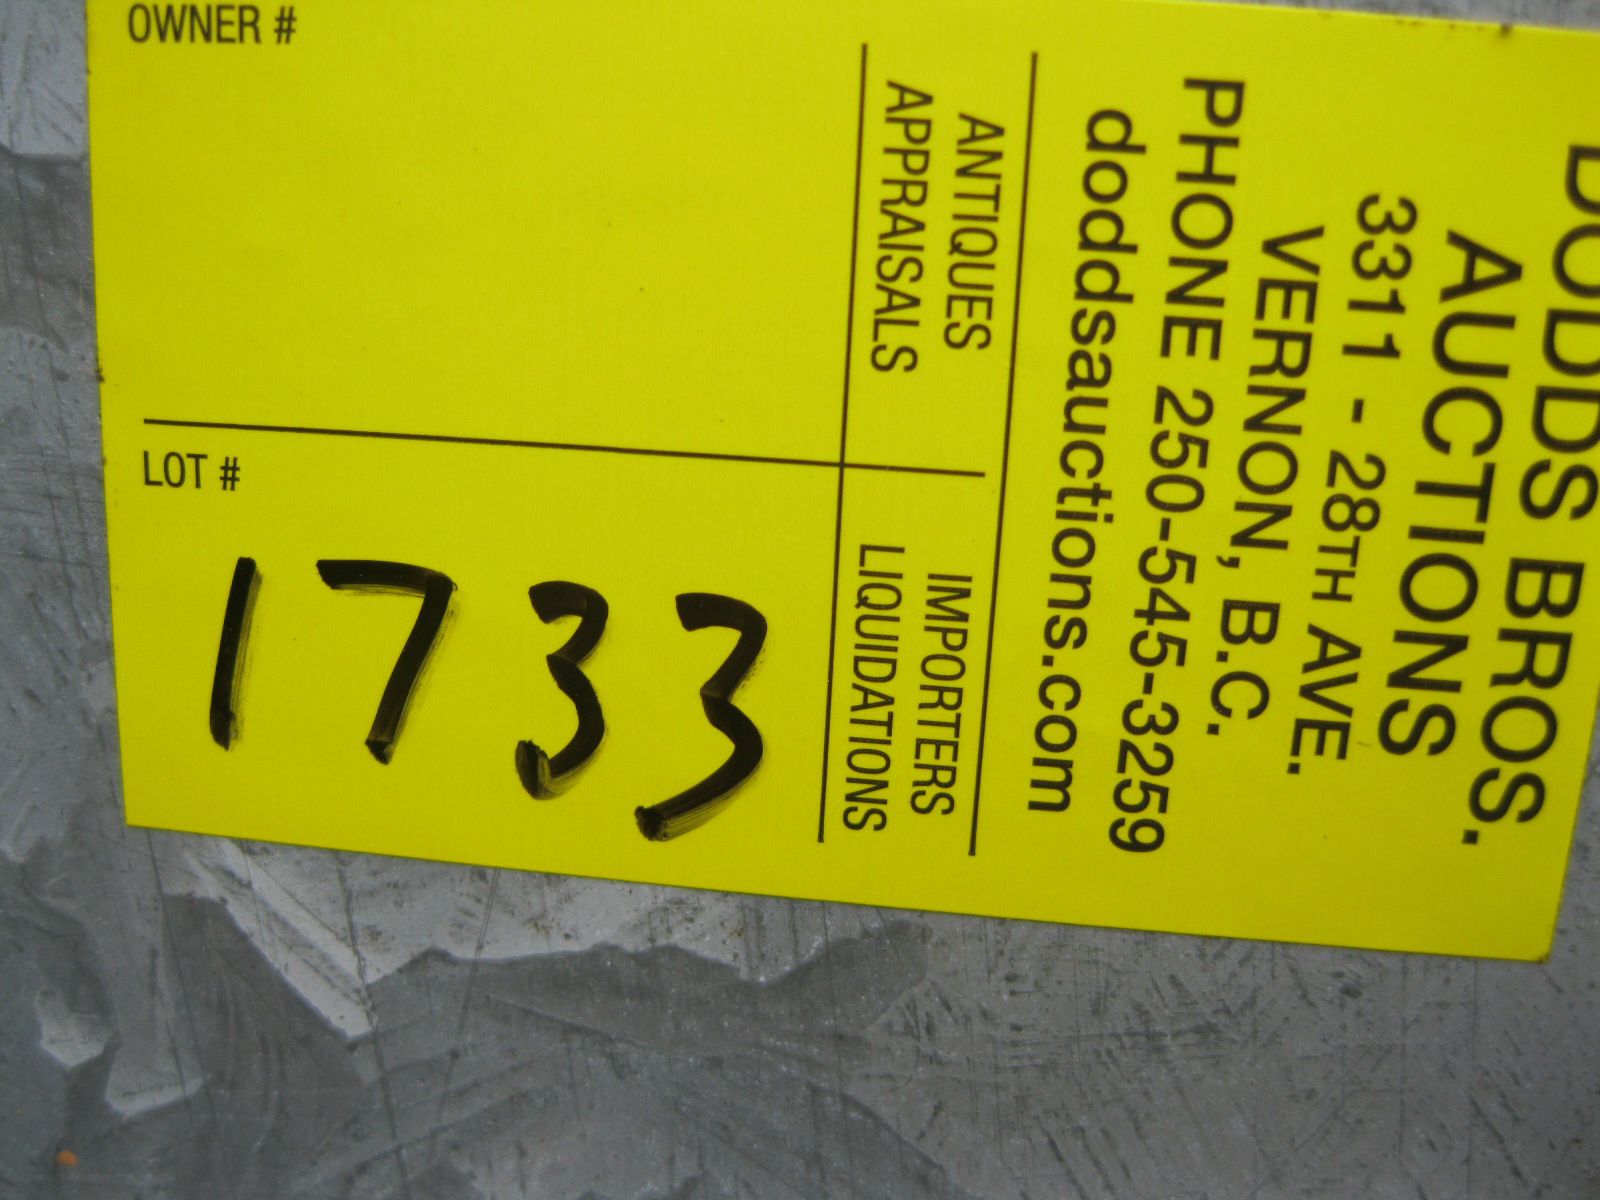 DODDS BROS.
AUCTIONS
3311 - 28TH AVE.
VERNON, B.C.
PHONE 250-545-3259
doddsauctions.com
ANTIQUES
APPRAISALS
IMPORTERS
LIQUIDATIONS
OWNER #
LOT #
1733